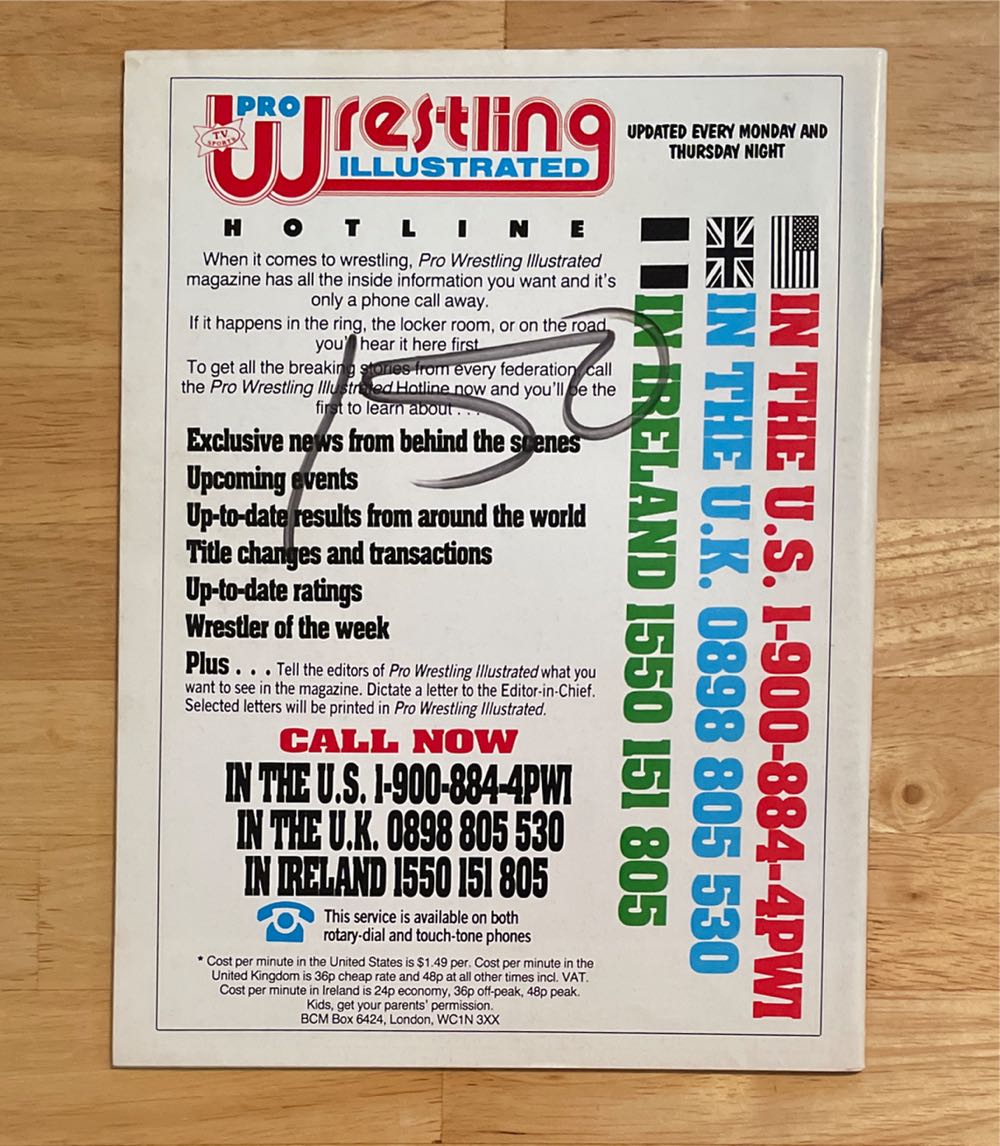 PRO
Wrestling
T.V. SPORTS
ILLUSTRATED
UPDATED EVERY MONDAY AND
THURSDAY NIGHT
HOTLINE
When it comes to wrestling, Pro Wrestling Illustrated
magazine has all the inside information you want and it's
only a phone call away.
If it happens in the ring, the locker room, or on the road,
you'll hear it here first.
To get all the breaking stories from every federation, call
the Pro Wrestling Illustrated Hotline now and you'll be the
first to learn about . . .
150
Exclusive news from behind the scenes
Upcoming events
Up-to-date results from around the world
Title changes and transactions
Up-to-date ratings
Wrestler of the week
Plus . . . Tell the editors of Pro Wrestling Illustrated what you
want to see in the magazine. Dictate a letter to the Editor-in-Chief.
Selected letters will be printed in Pro Wrestling Illustrated.
CALL NOW
IN THE U.S. 1-900-884-4PWI
IN THE U.K. 0898 805 530
IN IRELAND 1550 151 805
This service is available on both
rotary-dial and touch-tone phones
* Cost per minute in the United States is $1.49 per. Cost per minute in the
United Kingdom is 36p cheap rate and 48p at all other times incl. VAT.
Cost per minute in Ireland is 24p economy, 36p off-peak, 48p peak.
Kids, get your parents' permission.
BCM Box 6424, London, WC1N 3XX
IN THE U.S. 1-900-884-4PWI
IN THE U.K. 0898 805 530
IN IRELAND 1550 151 805